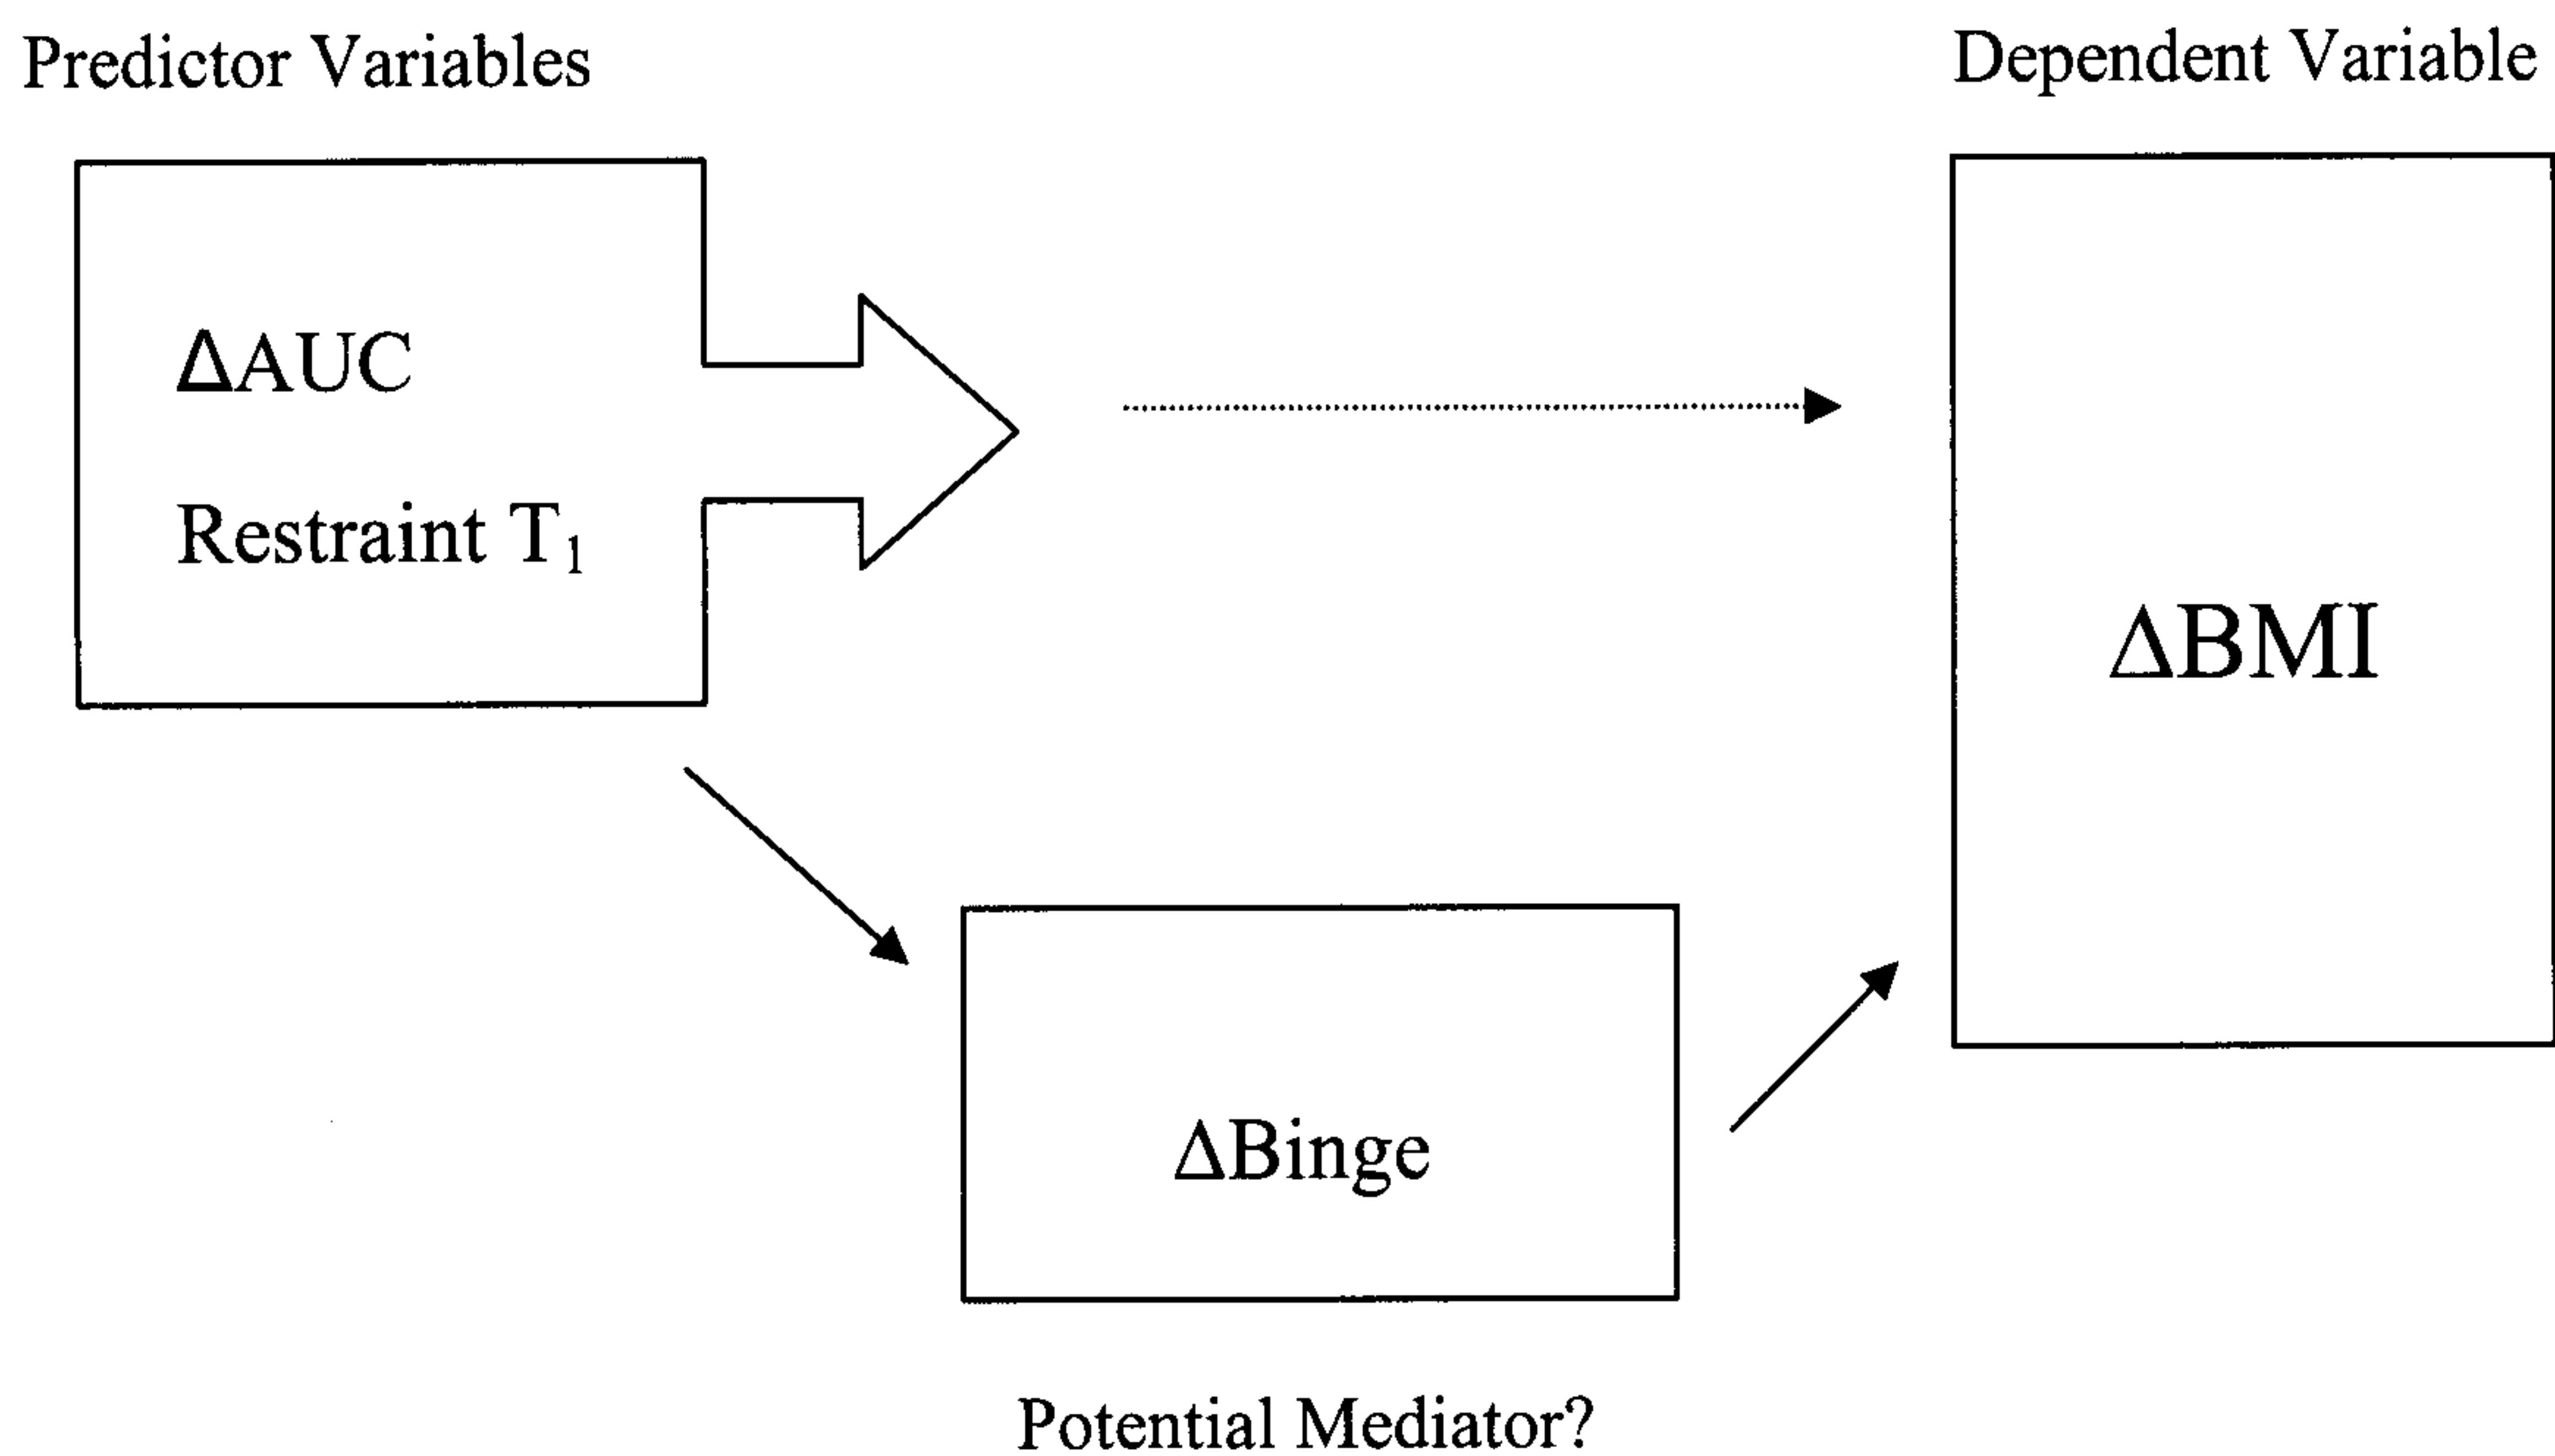 Predictor Variables
Dependent Variable
ΔAUC
Restraint T₁
ΔBMI
ΔBinge
Potential Mediator?